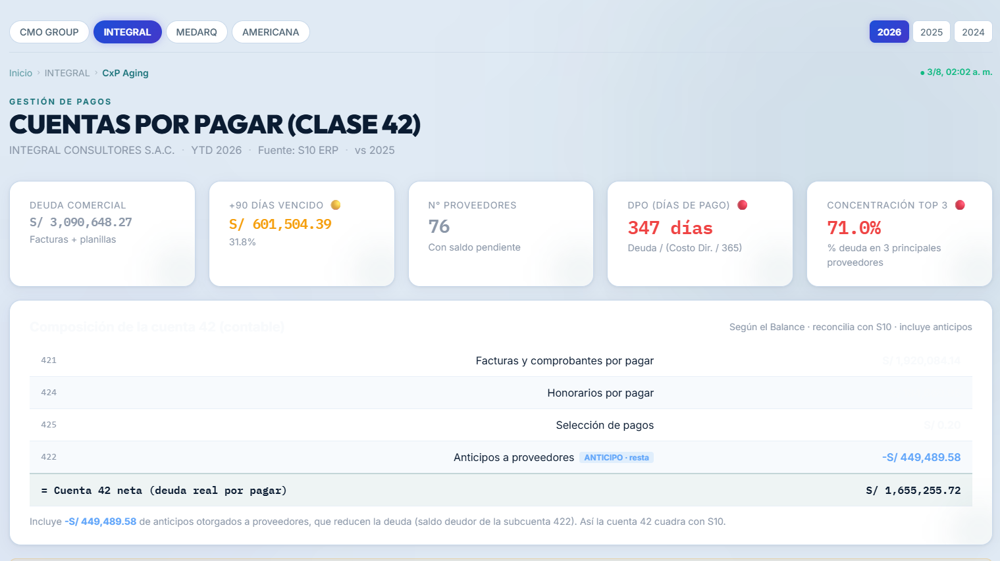 CMO GROUP INTEGRAL MEDARQ AMERICANA 2026 2025 2024
Inicio › INTEGRAL › CxP Aging ● 3/8, 02:02 a. m.
GESTIÓN DE PAGOS
CUENTAS POR PAGAR (CLASE 42)
INTEGRAL CONSULTORES S.A.C. · YTD 2026 · Fuente: S10 ERP · vs 2025
DEUDA COMERCIAL
S/ 3,090,648.27
Facturas + planillas
+90 DÍAS VENCIDO
S/ 601,504.39
31.8%
N° PROVEEDORES
76
Con saldo pendiente
DPO (DÍAS DE PAGO)
347 días
Deuda / (Costo Dir. / 365)
CONCENTRACIÓN TOP 3
71.0%
% deuda en 3 principales
proveedores
Composición de la cuenta 42 (contable) Según el Balance · reconcilia con S10 · incluye anticipos
421 Facturas y comprobantes por pagar S/ 1,920,084.14
424 Honorarios por pagar
425 Selección de pagos S/ 0.20
422 Anticipos a proveedores ANTICIPO · resta -S/ 449,489.58
= Cuenta 42 neta (deuda real por pagar) S/ 1,655,255.72
Incluye -S/ 449,489.58 de anticipos otorgados a proveedores, que reducen la deuda (saldo deudor de la subcuenta 422). Así la cuenta 42 cuadra con S10.